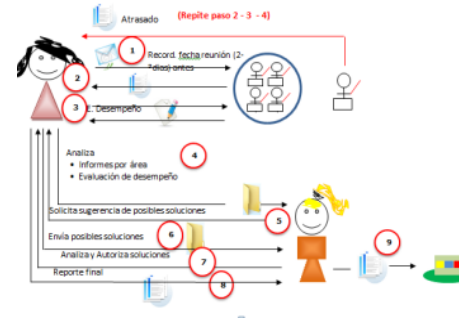 Atrasado
(Repite paso 2 - 3 - 4)
1
Record. fecha reunión (2-
días) antes
2
3
E. Desempeño
Analiza
4
• Informes por área
• Evaluación de desempeño
Solicita sugerencia de posibles soluciones
5
Envía posibles soluciones
6
Analiza y Autoriza soluciones
7
Reporte final
8
9